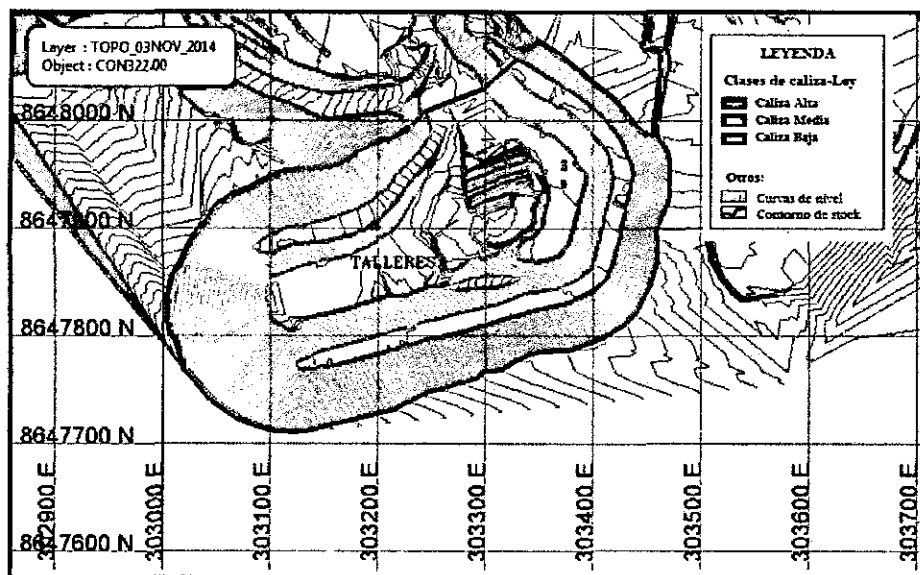 Layer : TOPO_03NOV_2014
Object : CON322.00
LEYENDA
Clases de caliza-Ley
Caliza Alta
Caliza Media
Caliza Baja
Otros:
Curvas de nivel
Contorno de stock
8648000 N
8647900 N
TALLERES
8647800 N
8647700 N
8647600 N
302900 E
303000 E
303100 E
303200 E
303300 E
303400 E
303500 E
303600 E
303700 E